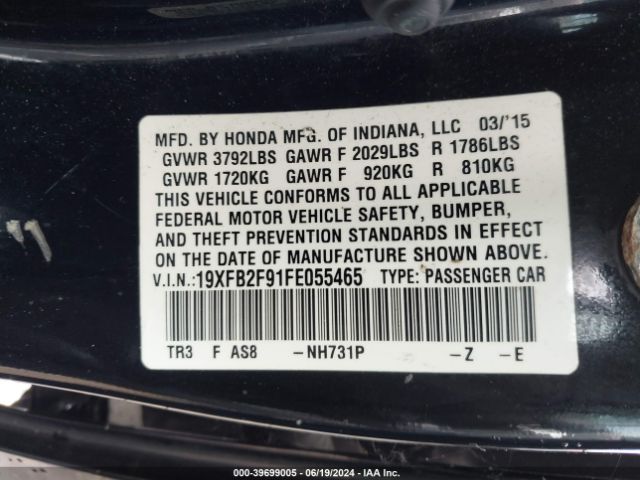 MFD. BY HONDA MFG. OF INDIANA, LLC 03/'15
GVWR 3792LBS GAWR F 2029LBS R 1786LBS
GVWR 1720KG GAWR F 920KG R 810KG
THIS VEHICLE CONFORMS TO ALL APPLICABLE
FEDERAL MOTOR VEHICLE SAFETY, BUMPER,
AND THEFT PREVENTION STANDARDS IN EFFECT
ON THE DATE OF MANUFACTURE SHOWN ABOVE.
V.I.N.:19XFB2F91FE055465 TYPE: PASSENGER CAR
TR3 F AS8 -NH731P -Z -E
000-39699005 / 06/19/2024 / IAA Inc.